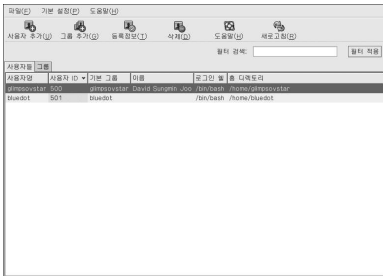 파일(F) 기본 설정(P) 도움말(H)
사용자 추가(U) 그룹 추가(G) 등록정보(T) 삭제(D) 도움말(H) 새로고침(R)
필터 검색: 필터 적용
사용자들 그룹
사용자명 사용자 ID 기본 그룹 이름 로그인 쉘 홈 디렉토리
glimpsovstar 500 glimpsovstar David Sungmin Joo /bin/bash /home/glimpsovstar
bluedot 501 bluedot /bin/bash /home/bluedot